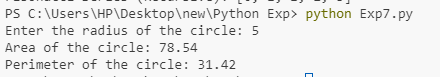 PS C:\Users\HP\Desktop\new\Python Exp> python Exp7.py
Enter the radius of the circle: 5
Area of the circle: 78.54
Perimeter of the circle: 31.42